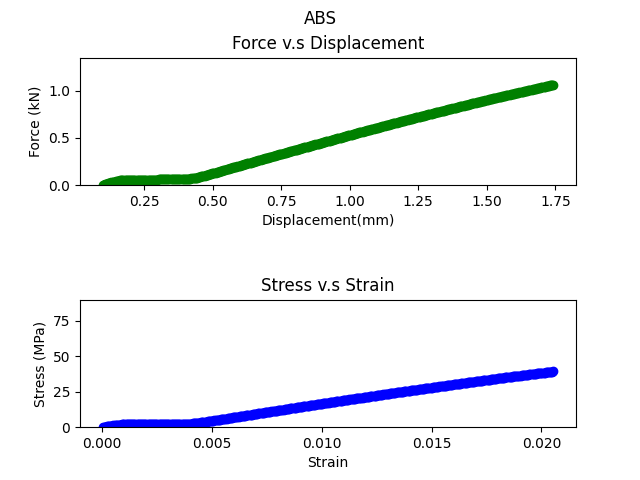 ABS
Force v.s Displacement
1.0
0.5
0.0
Force (kN)
0.25 0.50 0.75 1.00 1.25 1.50 1.75
Displacement(mm)
Stress v.s Strain
75
50
25
0
Stress (MPa)
0.000 0.005 0.010 0.015 0.020
Strain